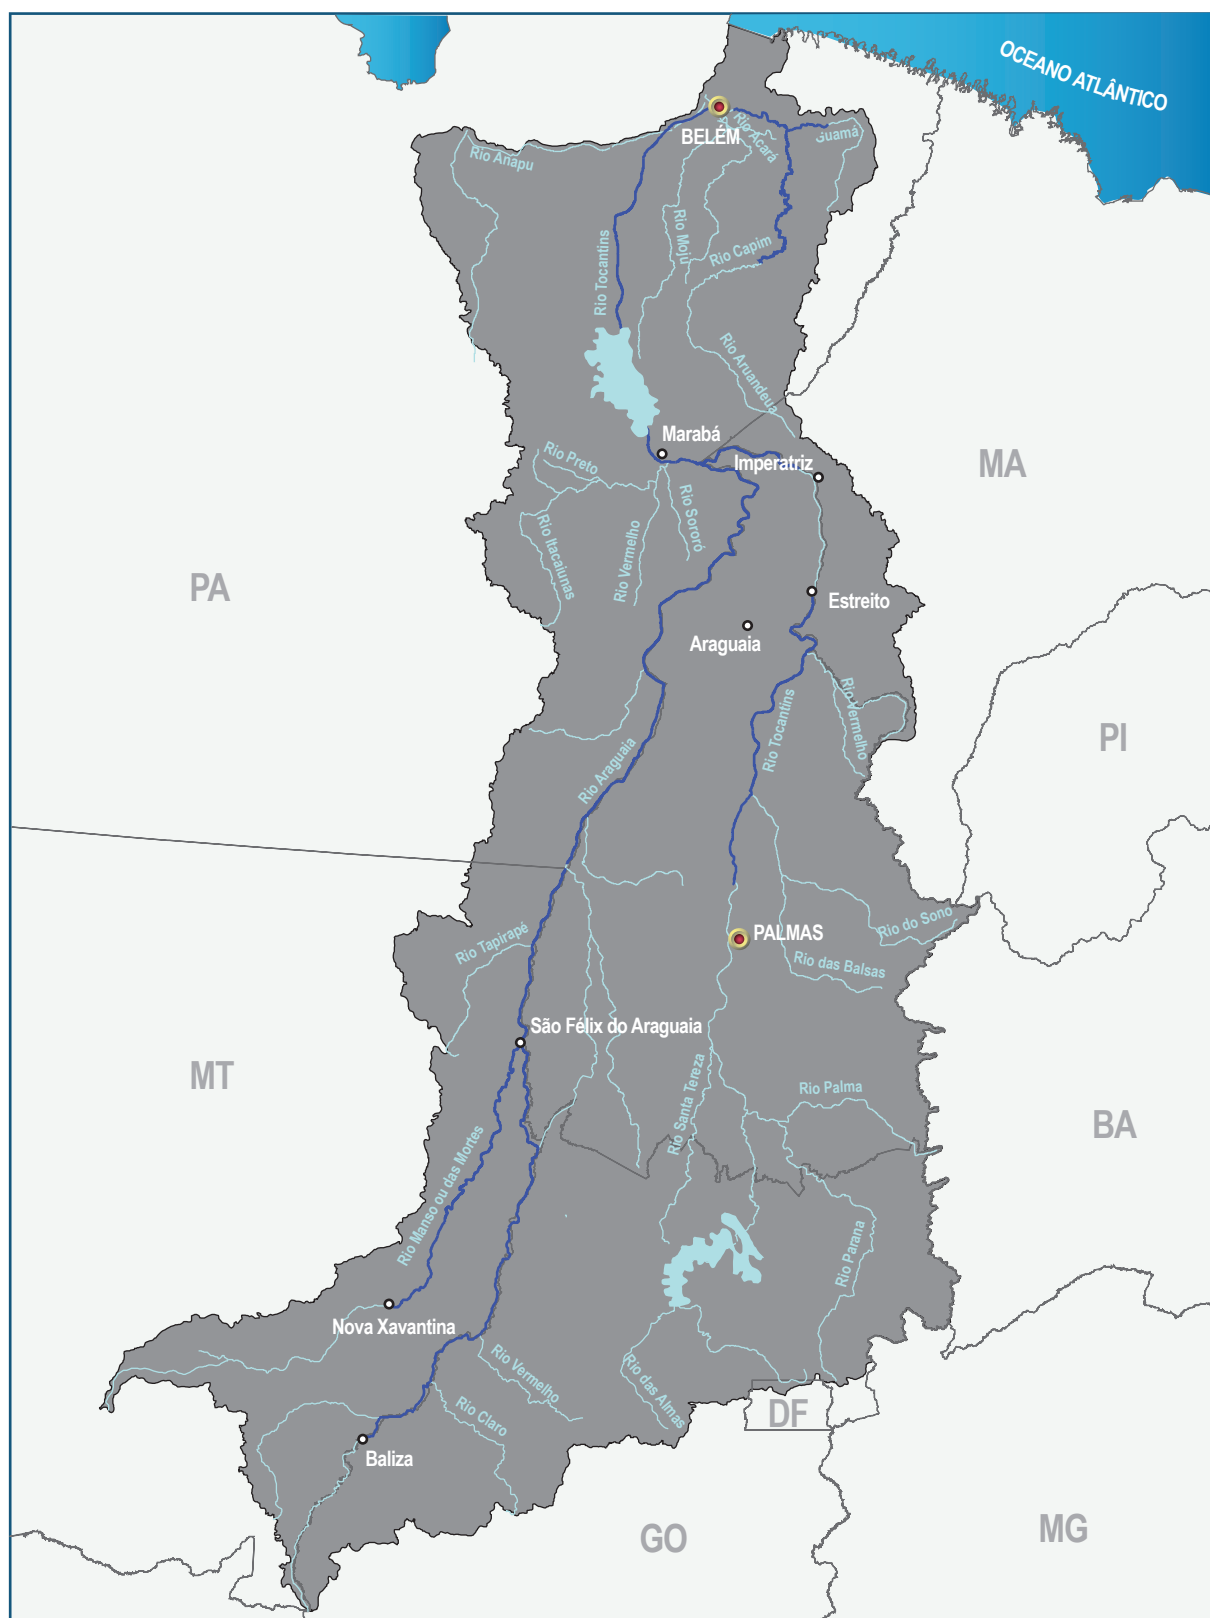 OCEANO ATLÂNTICO
BELÉM
Rio Acará
Guamá
Rio Anapu
Rio Moju
Rio Capim
Rio Tocantins
Rio Aruandeua
Marabá
Imperatriz
MA
Rio Preto
Rio Sororó
Rio Itacaiunas
Rio Vermelho
PA
Estreito
Araguaia
Rio Vermelho
Rio Tocantins
PI
Rio Araguaia
Rio do Sono
PALMAS
Rio Tapirapé
Rio das Balsas
São Félix do Araguaia
MT
Rio Santa Tereza
Rio Palma
BA
Rio Manso ou das Mortes
Rio Parana
Nova Xavantina
Rio Vermelho
Rio das Almas
Rio Claro
DF
Baliza
GO
MG